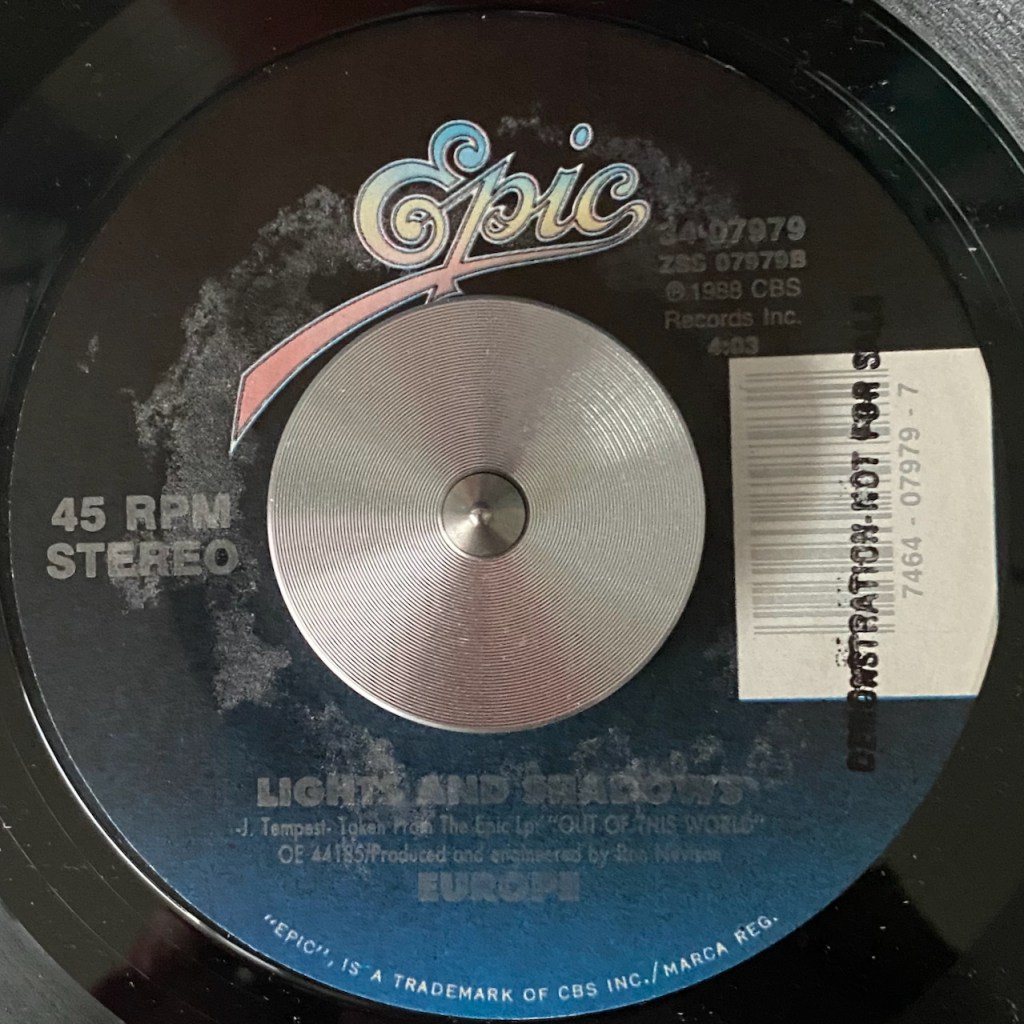 Epic
34-07979
ZSS 07979B
℗ 1988 CBS
Records Inc.
4:03
45 RPM
STEREO
7464 - 07979 - 7
DEMONSTRATION-NOT FOR SALE
LIGHTS AND SHADOWS
-J. Tempest- Taken From The Epic Lp: "OUT OF THIS WORLD"
OE 44185/Produced and engineered by Ron Nevison
EUROPE
"EPIC", IS A TRADEMARK OF CBS INC./MARCA REG.